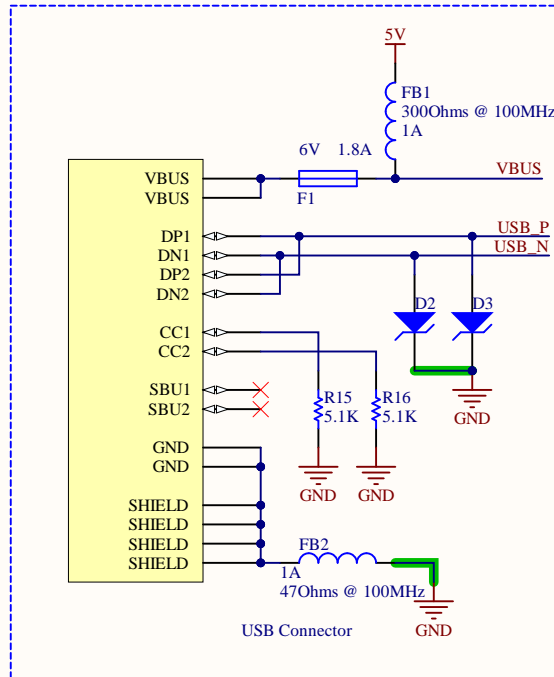 5V
FB1
300Ohms @ 100MHz
1A
6V 1.8A
VBUS
VBUS
F1
VBUS
DP1
USB_P
DN1
USB_N
DP2
DN2
D2 D3
CC1
CC2
SBU1
R15 R16
SBU2
5.1K 5.1K
GND
GND
GND
GND GND
SHIELD
SHIELD
SHIELD
FB2
SHIELD
1A
47Ohms @ 100MHz
GND
USB Connector